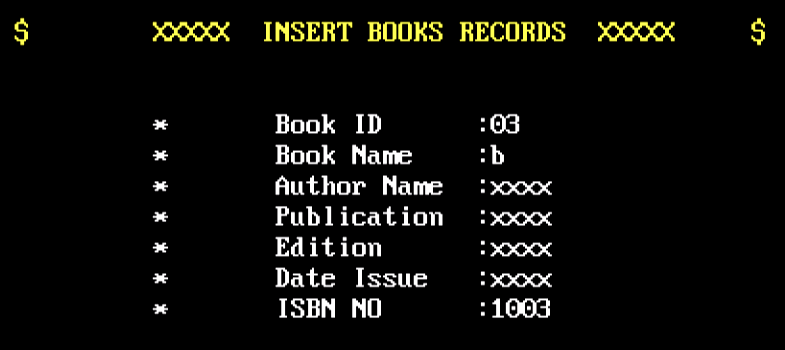 $ XXXXX INSERT BOOKS RECORDS XXXXX $
* Book ID :03
* Book Name :b
* Author Name :xxxx
* Publication :xxxx
* Edition :xxxx
* Date Issue :xxxx
* ISBN NO :1003